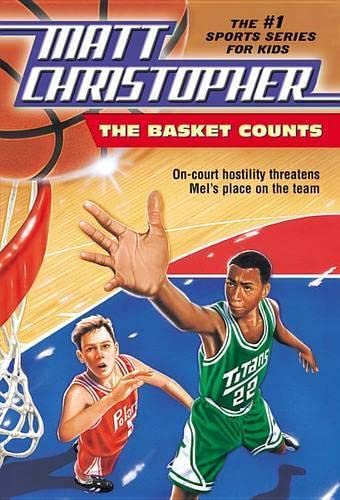 MATT
CHRISTOPHER
THE #1
SPORTS SERIES
FOR KIDS
THE BASKET COUNTS
On-court hostility threatens
Mel's place on the team
Titans
22